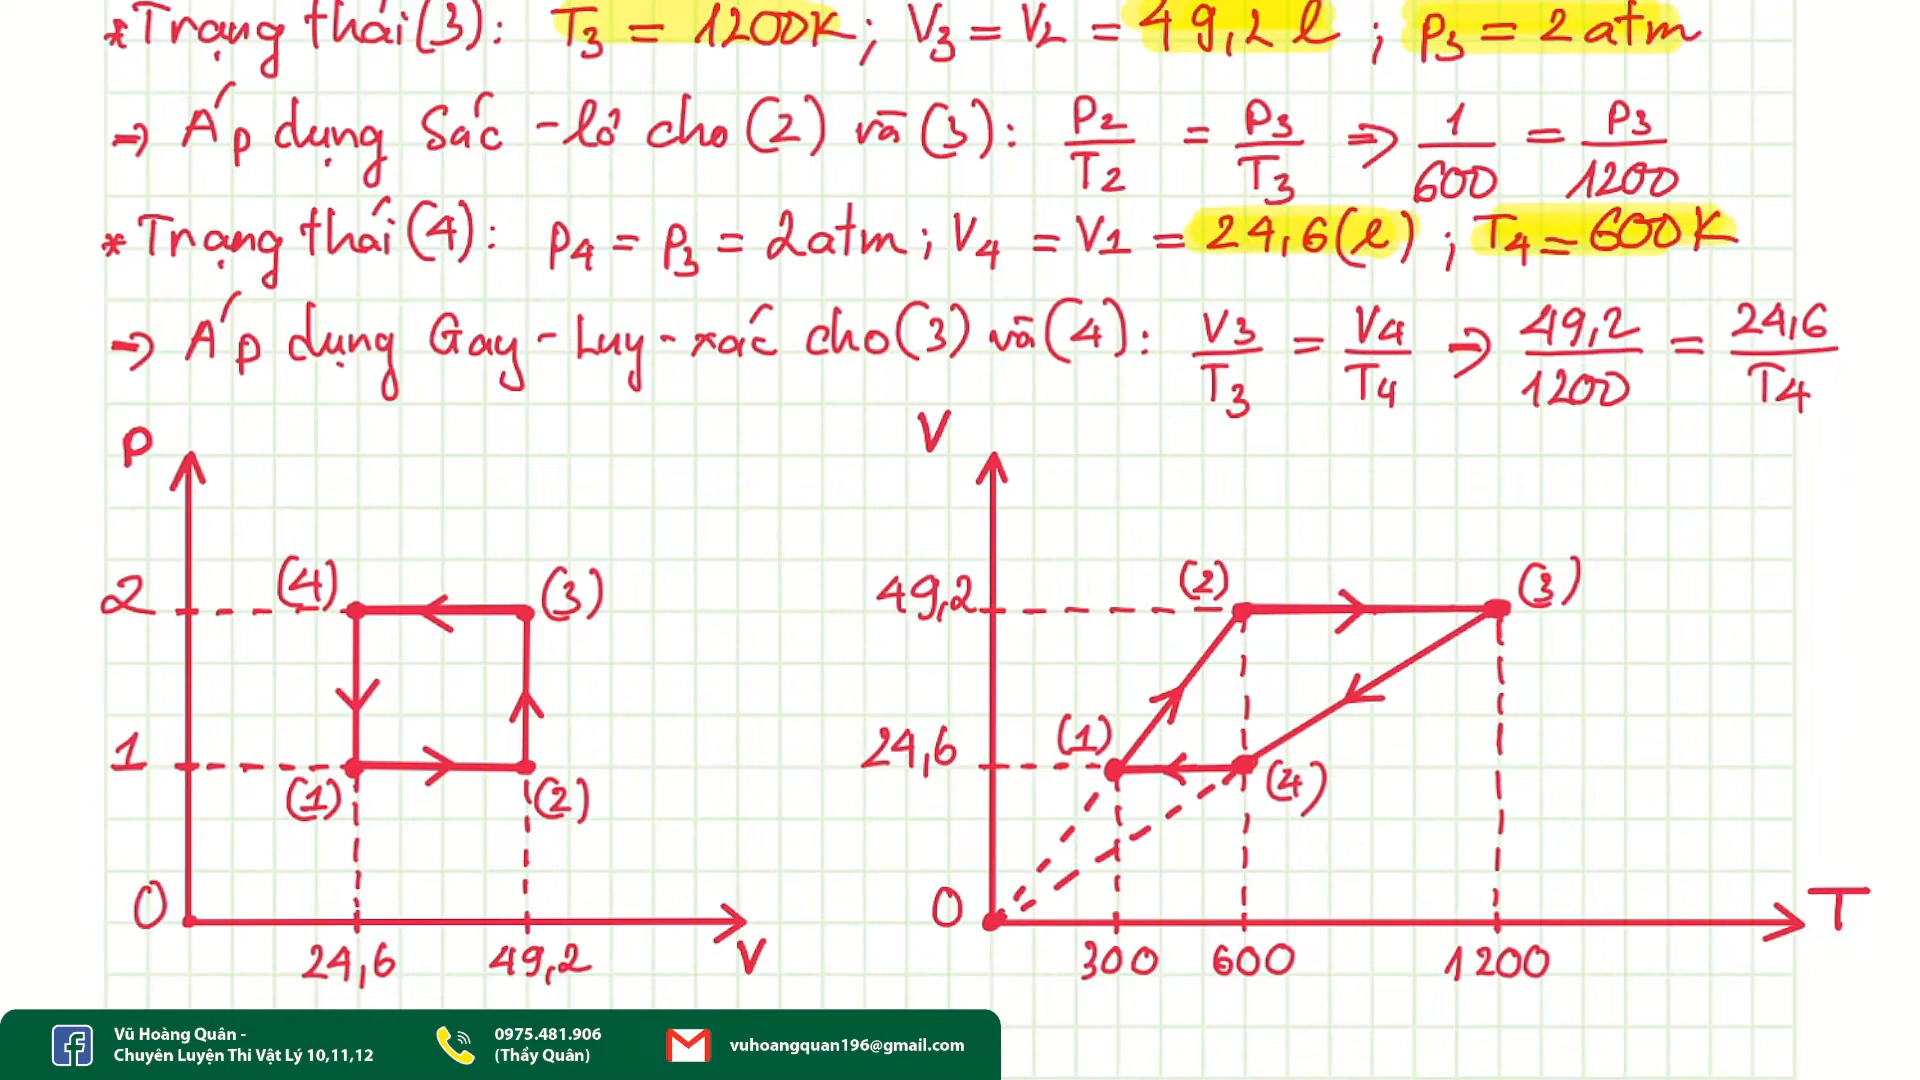 *Trạng thái (3): T3 = 1200K; V3 = V2 = 49,2 l ; P3 = 2atm
⇒ Áp dụng Sác-lơ cho (2) và (3): P2/T2 = P3/T3 ⇒ 1/600 = P3/1200
*Trạng thái (4): P4 = P3 = 2atm; V4 = V1 = 24,6(l) ; T4 = 600K
⇒ Áp dụng Gay-Luy-xác cho (3) và (4): V3/T3 = V4/T4 ⇒ 49,2/1200 = 24,6/T4
P
2
(4)
(3)
1
(1)
(2)
0
24,6
49,2
V
V
49,2
(2)
(3)
24,6
(1)
(4)
0
300
600
1200
T
Vũ Hoàng Quân -
Chuyên Luyện Thi Vật Lý 10,11,12
0975.481.906
(Thầy Quân)
vuhoangquan196@gmail.com